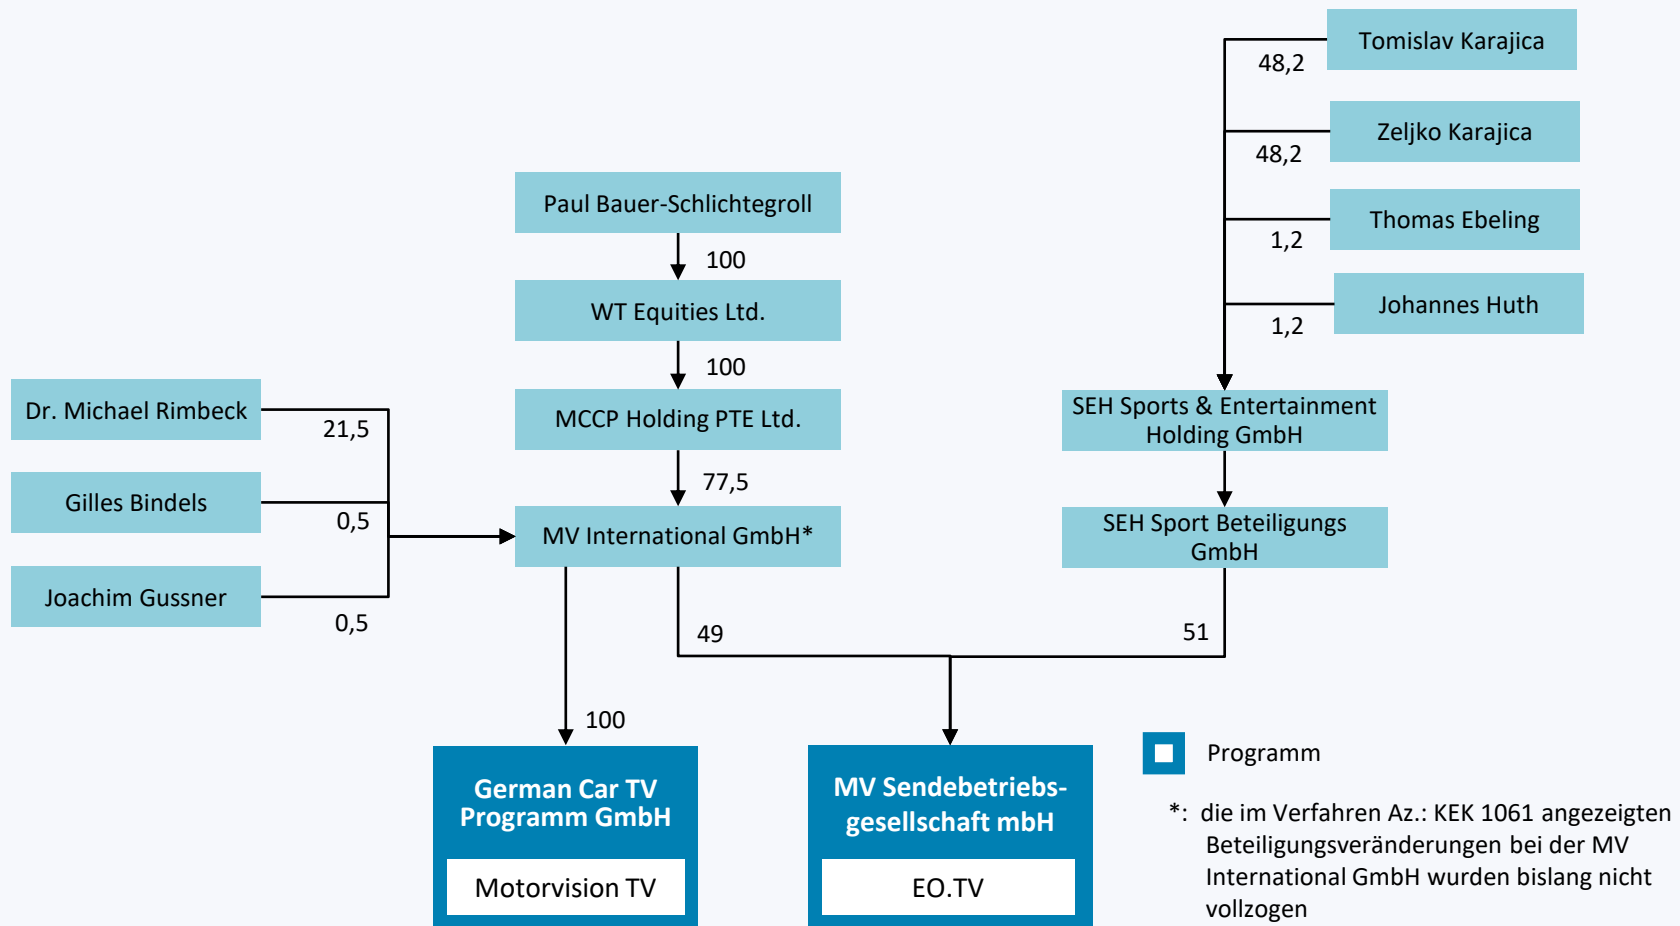 Tomislav Karajica
48,2
Zeljko Karajica
48,2
Thomas Ebeling
1,2
Johannes Huth
1,2
SEH Sports & Entertainment
Holding GmbH
SEH Sport Beteiligungs
GmbH
51
Paul Bauer-Schlichtegroll
100
WT Equities Ltd.
100
MCCP Holding PTE Ltd.
77,5
MV International GmbH*
Dr. Michael Rimbeck
21,5
Gilles Bindels
0,5
Joachim Gussner
0,5
49
100
German Car TV
Programm GmbH
Motorvision TV
MV Sendebetriebs-
gesellschaft mbH
EO.TV
Programm
*: die im Verfahren Az.: KEK 1061 angezeigten
Beteiligungsveränderungen bei der MV
International GmbH wurden bislang nicht
vollzogen